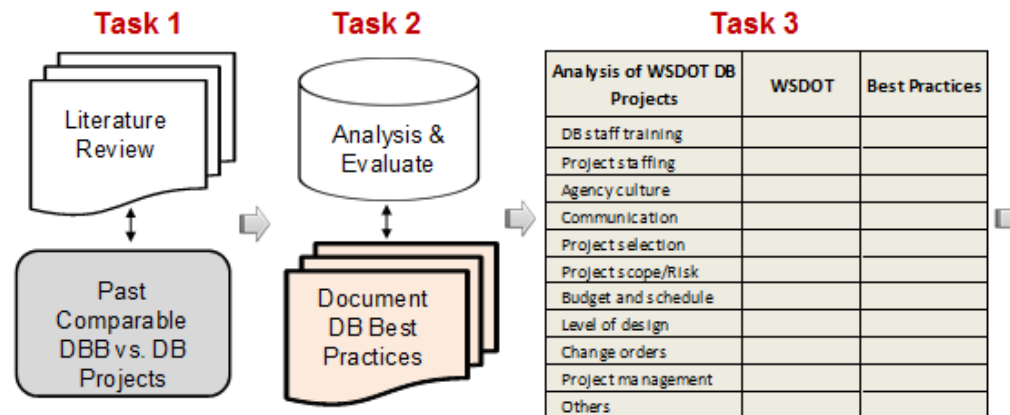 Task 1
Literature
Review
Past
Comparable
DBB vs. DB
Projects
Task 2
Analysis &
Evaluate
Document
DB Best
Practices
Task 3
Analysis of WSDOT DB
Projects
WSDOT
Best Practices
DB staff training
Project staffing
Agency culture
Communication
Project selection
Project scope/Risk
Budget and schedule
Level of design
Change orders
Project management
Others